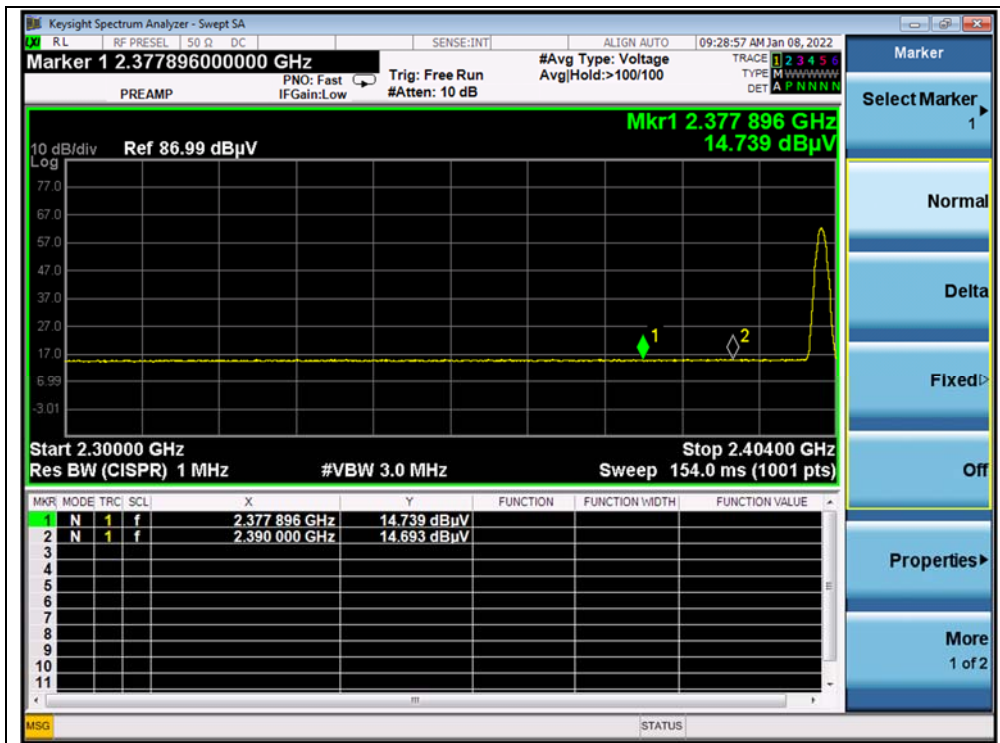 Keysight Spectrum Analyzer - Swept SA
LXI RL RF PRESEL 50 Ω DC SENSE:INT ALIGN AUTO 09:28:57 AM Jan 08, 2022
Marker 1 2.377896000000 GHz
PREAMP
PNO: Fast
IFGain:Low
Trig: Free Run
#Atten: 10 dB
#Avg Type: Voltage
Avg|Hold:>100/100
TRACE 1 2 3 4 5 6
TYPE M WWWWW
DET A P N N N N
Mkr1 2.377 896 GHz
14.739 dBµV
10 dB/div Ref 86.99 dBµV
Log
77.0
67.0
57.0
47.0
37.0
27.0
17.0
6.99
-3.01
1
2
Start 2.30000 GHz Stop 2.40400 GHz
Res BW (CISPR) 1 MHz #VBW 3.0 MHz Sweep 154.0 ms (1001 pts)
MKR MODE TRC SCL X Y FUNCTION FUNCTION WIDTH FUNCTION VALUE
1 N 1 f 2.377 896 GHz 14.739 dBµV
2 N 1 f 2.390 000 GHz 14.693 dBµV
3
4
5
6
7
8
9
10
11
MSG STATUS
Marker
Select Marker
1
Normal
Delta
Fixed
Off
Properties
More
1 of 2